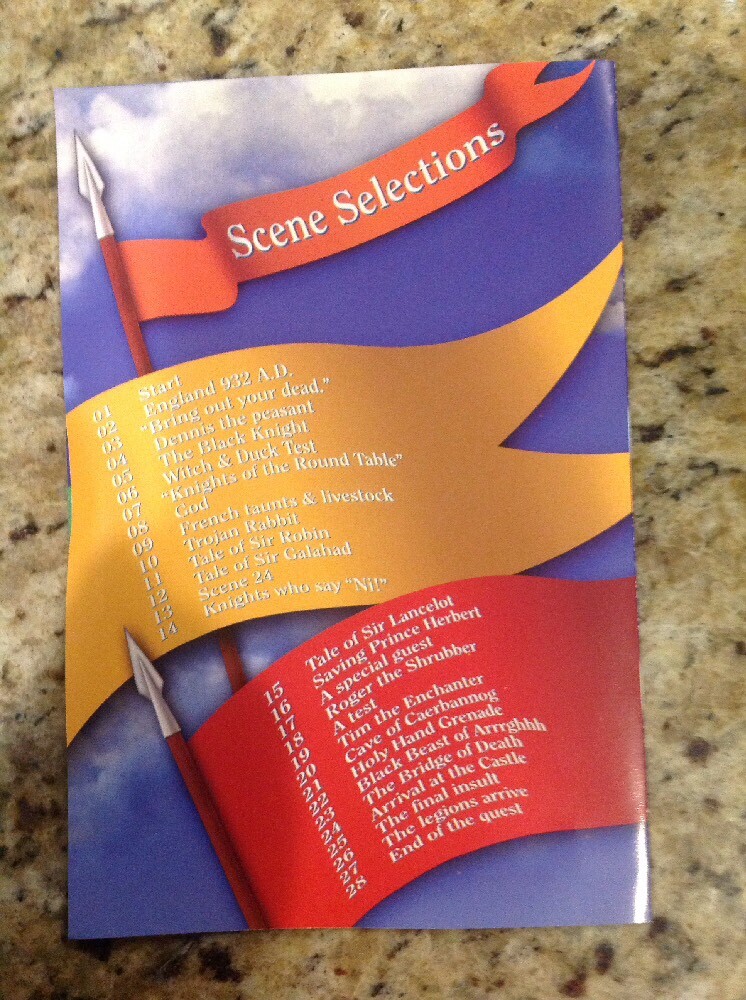 Scene Selections
01 Start
02 England 932 A.D.
03 "Bring out your dead."
04 Dennis the peasant
05 The Black Knight
06 Witch & Duck Test
07 "Knights of the Round Table"
08 God
09 French taunts & livestock
10 Trojan Rabbit
11 Tale of Sir Robin
12 Tale of Sir Galahad
13 Scene 24
14 Knights who say "Ni!"
15 Tale of Sir Lancelot
16 Saving Prince Herbert
17 A special guest
18 Roger the Shrubber
19 A test
20 Tim the Enchanter
21 Cave of Caerbannog
22 Holy Hand Grenade
23 Black Beast of Arrrghhh
24 The Bridge of Death
25 Arrival at the Castle
26 The final insult
27 The legions arrive
28 End of the quest